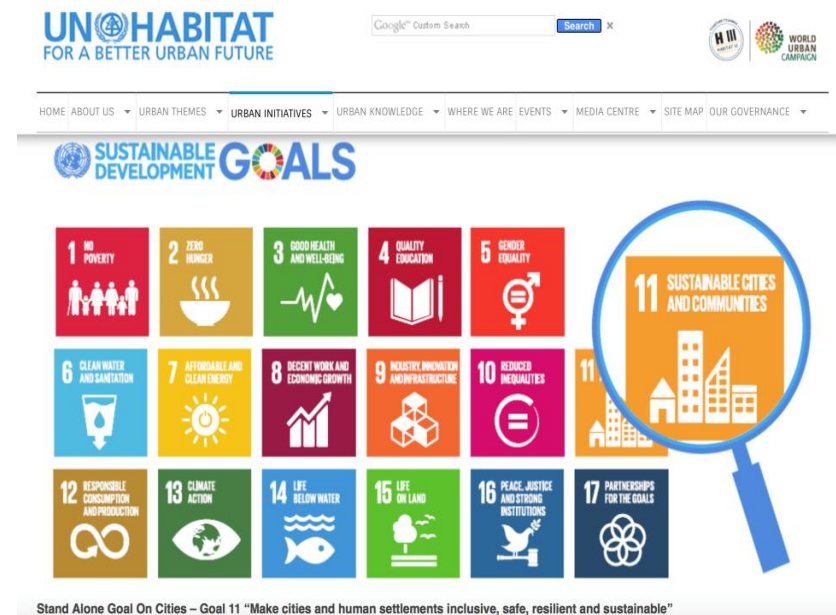 UN HABITAT
FOR A BETTER URBAN FUTURE
Google™ Custom Search
Search
×
H III
HABITAT III
WORLD
URBAN
CAMPAIGN
HOME ABOUT US URBAN THEMES URBAN INITIATIVES URBAN KNOWLEDGE WHERE WE ARE EVENTS MEDIA CENTRE SITE MAP OUR GOVERNANCE
SUSTAINABLE
DEVELOPMENT
GOALS
1 NO
POVERTY
2 ZERO
HUNGER
3 GOOD HEALTH
AND WELL-BEING
4 QUALITY
EDUCATION
5 GENDER
EQUALITY
11 SUSTAINABLE CITIES
AND COMMUNITIES
6 CLEAN WATER
AND SANITATION
7 AFFORDABLE AND
CLEAN ENERGY
8 DECENT WORK AND
ECONOMIC GROWTH
9 INDUSTRY, INNOVATION
AND INFRASTRUCTURE
10 REDUCED
INEQUALITIES
11
12 RESPONSIBLE
CONSUMPTION
AND PRODUCTION
13 CLIMATE
ACTION
14 LIFE
BELOW WATER
15 LIFE
ON LAND
16 PEACE, JUSTICE
AND STRONG
INSTITUTIONS
17 PARTNERSHIPS
FOR THE GOALS
Stand Alone Goal On Cities – Goal 11 “Make cities and human settlements inclusive, safe, resilient and sustainable”